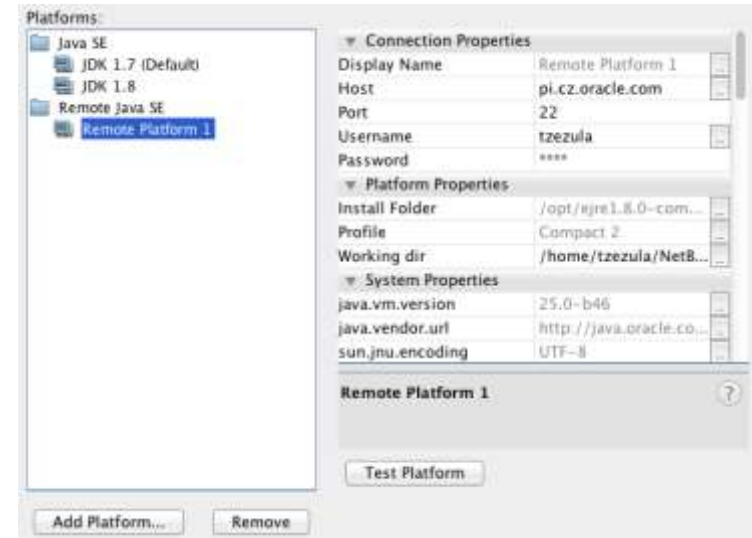 Platforms:
Java SE
JDK 1.7 (Default)
JDK 1.8
Remote Java SE
Remote Platform 1
Add Platform...
Remove
Connection Properties
Display Name Remote Platform 1 ...
Host pi.cz.oracle.com ...
Port 22
Username tzezula ...
Password ****
Platform Properties
Install Folder /opt/ejre1.8.0-com... ...
Profile Compact 2 ...
Working dir /home/tzezula/NetB... ...
System Properties
java.vm.version 25.0-b46 ...
java.vendor.url http://java.oracle.co... ...
sun.jnu.encoding UTF-8 ...
Remote Platform 1 ?
Test Platform